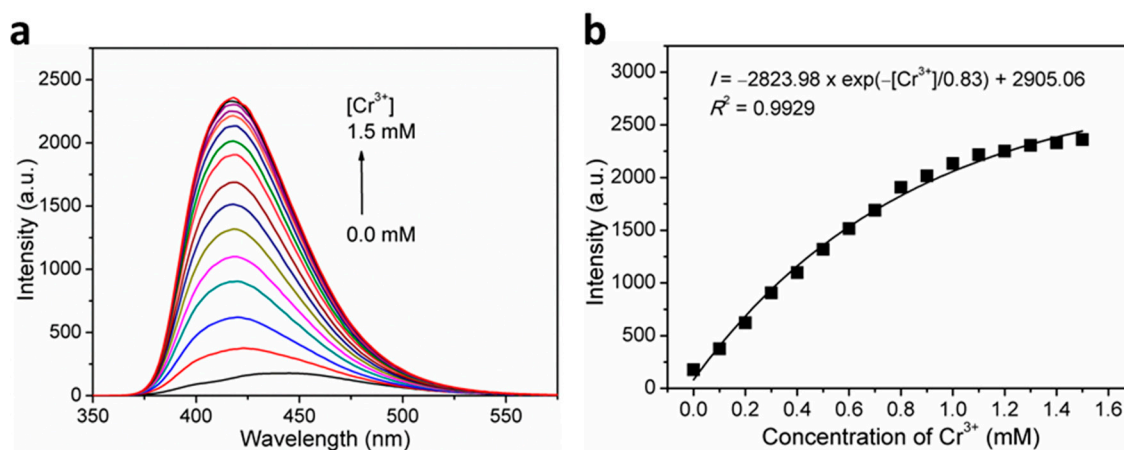 a
2500
2000
1500
1000
500
0
350
400
450
500
550
Wavelength (nm)
Intensity (a.u.)
[Cr³⁺]
1.5 mM
0.0 mM
b
3000
2500
2000
1500
1000
500
0
0.0
0.2
0.4
0.6
0.8
1.0
1.2
1.4
1.6
Concentration of Cr³⁺ (mM)
Intensity (a.u.)
I = −2823.98 x exp(−[Cr³⁺]/0.83) + 2905.06
R² = 0.9929